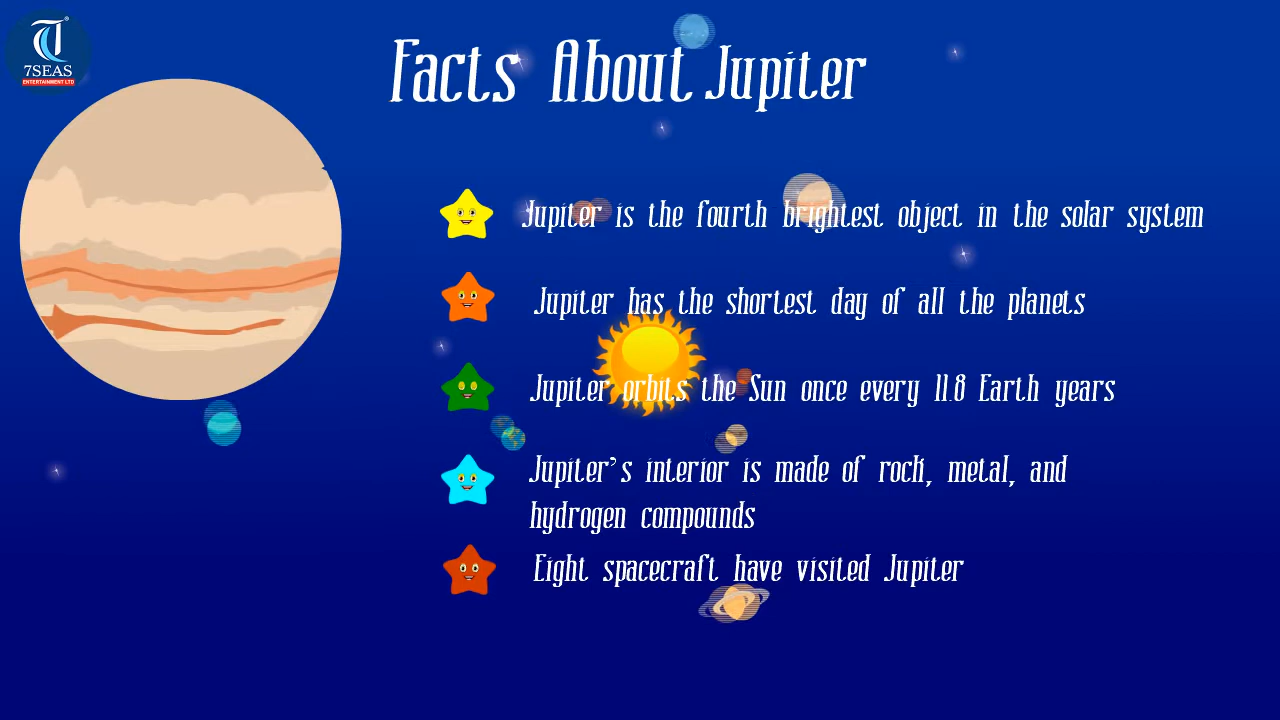 7SEAS
ENTERTAINMENT LTD
Facts About Jupiter
Jupiter is the fourth brightest object in the solar system
Jupiter has the shortest day of all the planets
Jupiter orbits the Sun once every 11.8 Earth years
Jupiter's interior is made of rock, metal, and
hydrogen compounds
Eight spacecraft have visited Jupiter